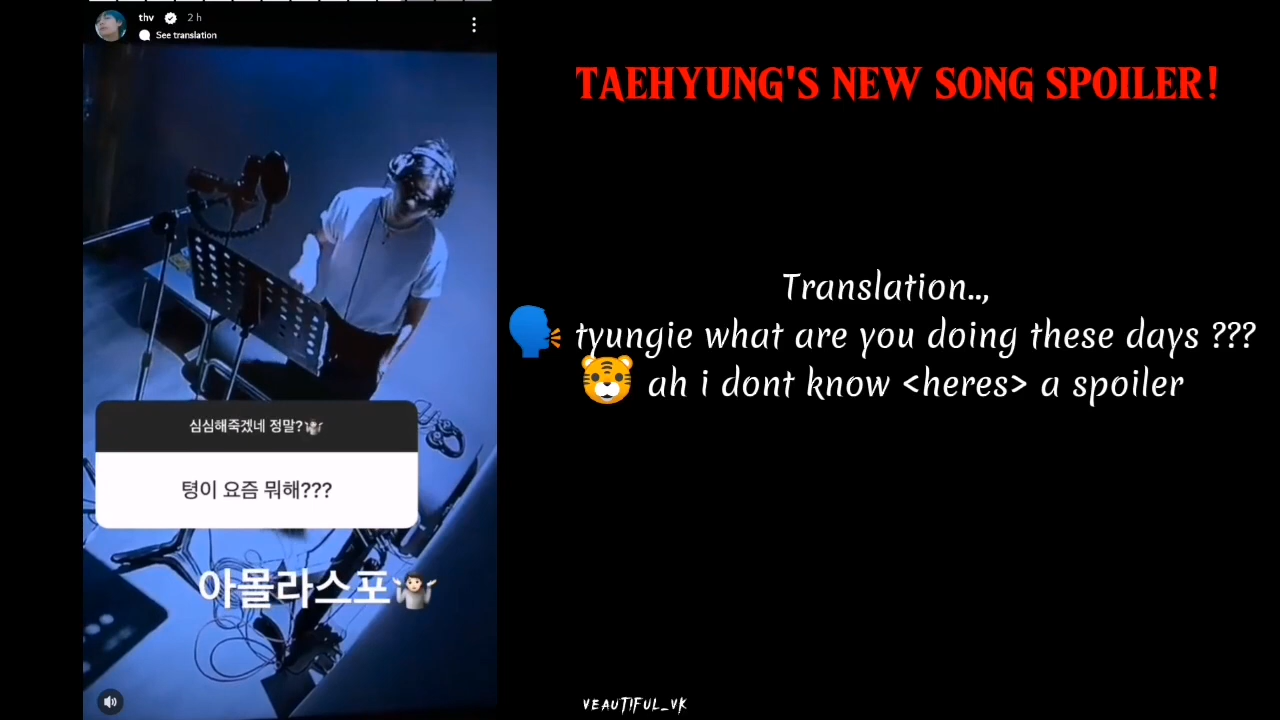 thv 2 h
See translation
심심해죽겠네 정말?🤷🏻‍♂️
텽이 요즘 뭐해???
아몰라스포🤷🏻‍♂️
TAEHYUNG'S NEW SONG SPOILER!
Translation..,
🗣️ tyungie what are you doing these days ???
🐯 ah i dont know <heres> a spoiler
VEAUTIFUL_VK